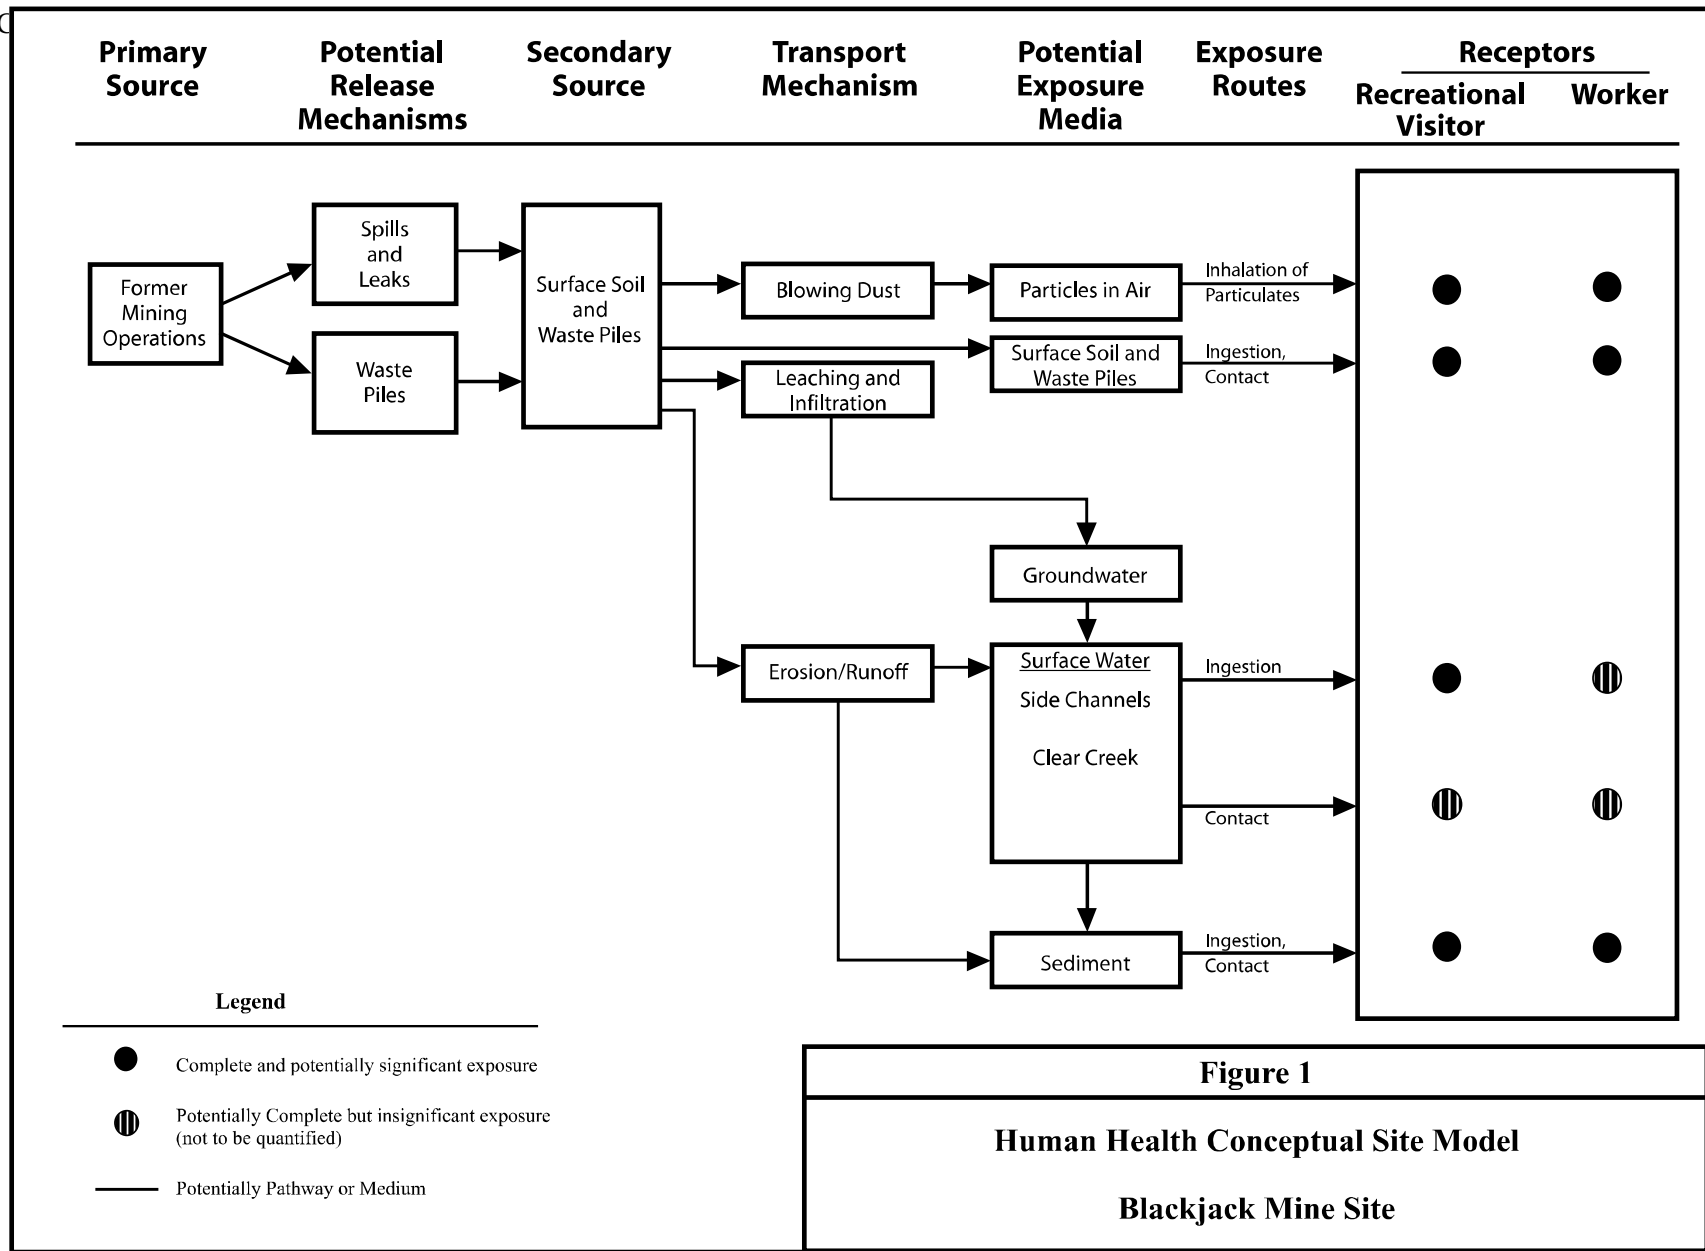 Primary
Source
Potential
Release
Mechanisms
Secondary
Source
Transport
Mechanism
Potential
Exposure
Media
Exposure
Routes
Receptors
Recreational
Visitor
Worker
Former
Mining
Operations
Spills
and
Leaks
Waste
Piles
Surface Soil
and
Waste Piles
Blowing Dust
Particles in Air
Inhalation of
Particulates
Surface Soil and
Waste Piles
Ingestion,
Contact
Leaching and
Infiltration
Groundwater
Erosion/Runoff
Surface Water
Side Channels
Clear Creek
Ingestion
Contact
Sediment
Ingestion,
Contact
Legend
Complete and potentially significant exposure
Potentially Complete but insignificant exposure
(not to be quantified)
Potentially Pathway or Medium
Figure 1
Human Health Conceptual Site Model
Blackjack Mine Site